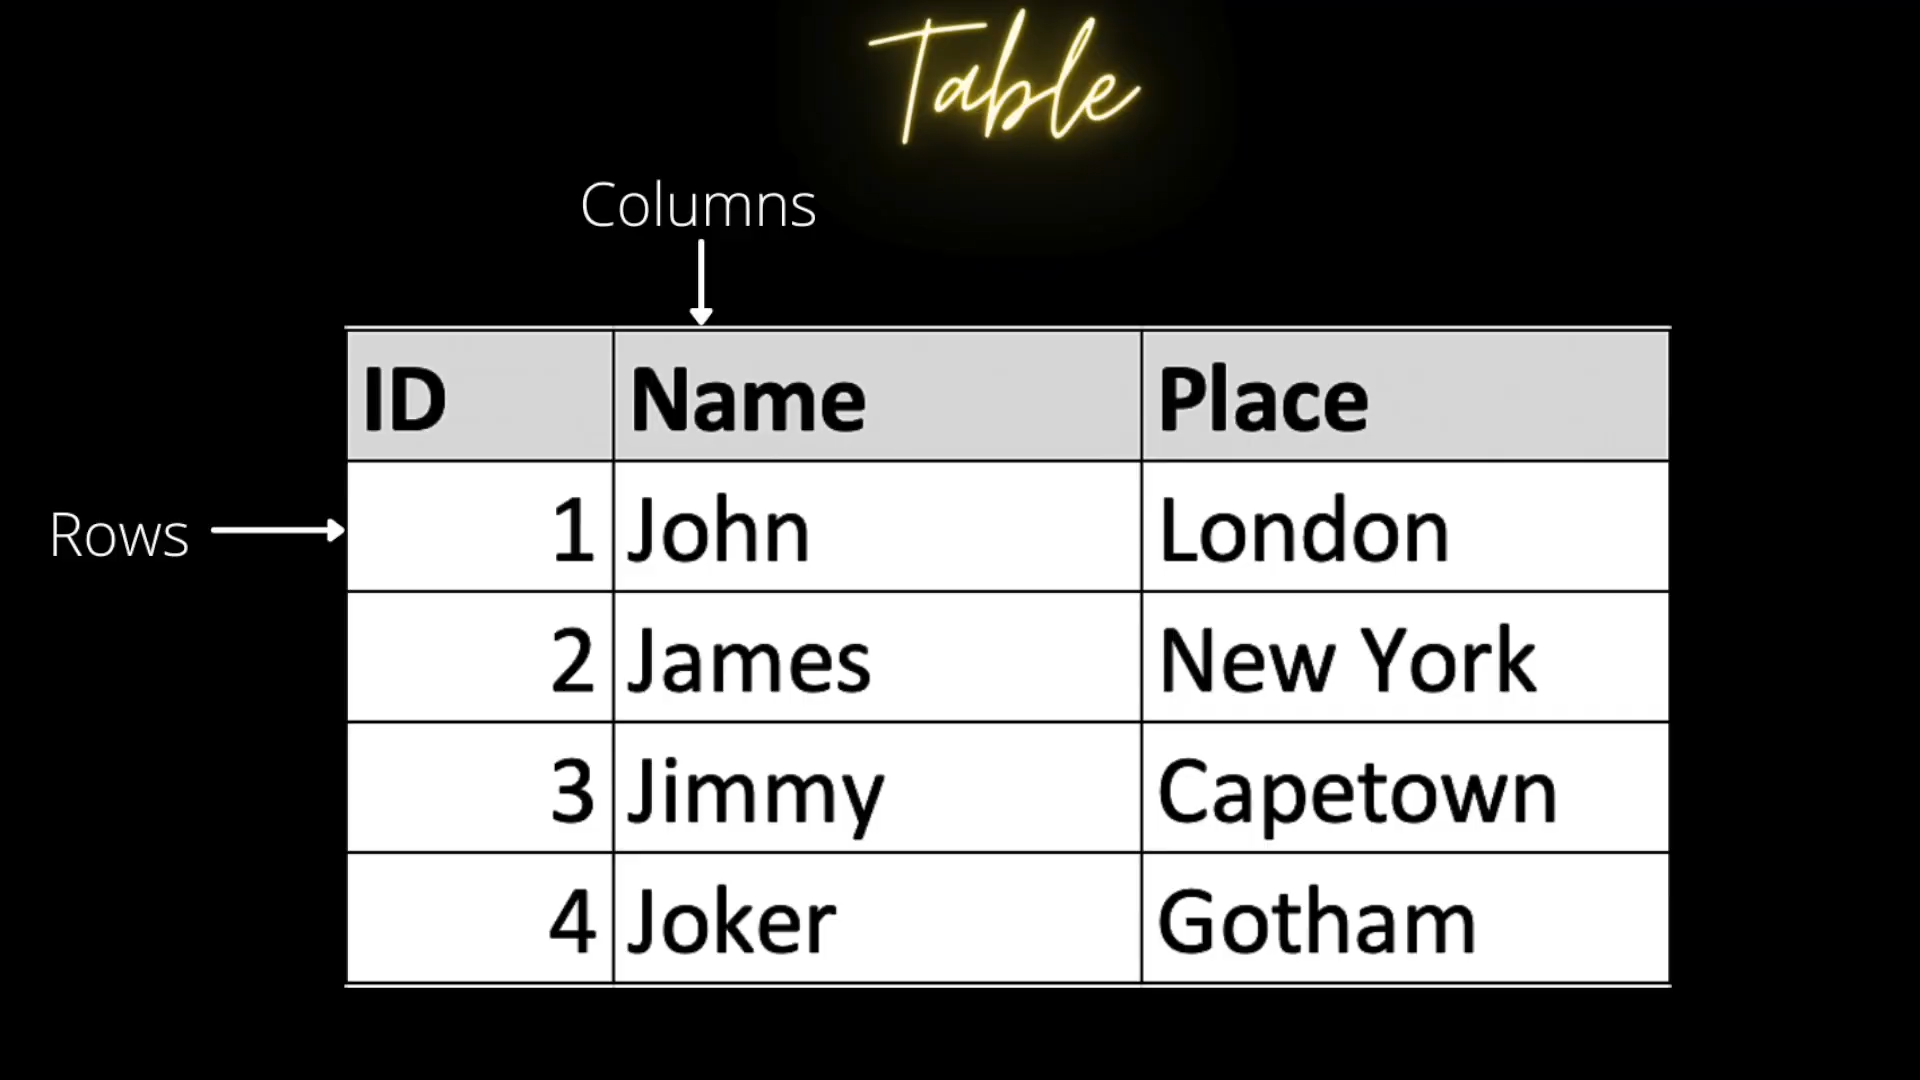 Table
Columns
ID Name Place
Rows
1 John London
2 James New York
3 Jimmy Capetown
4 Joker Gotham